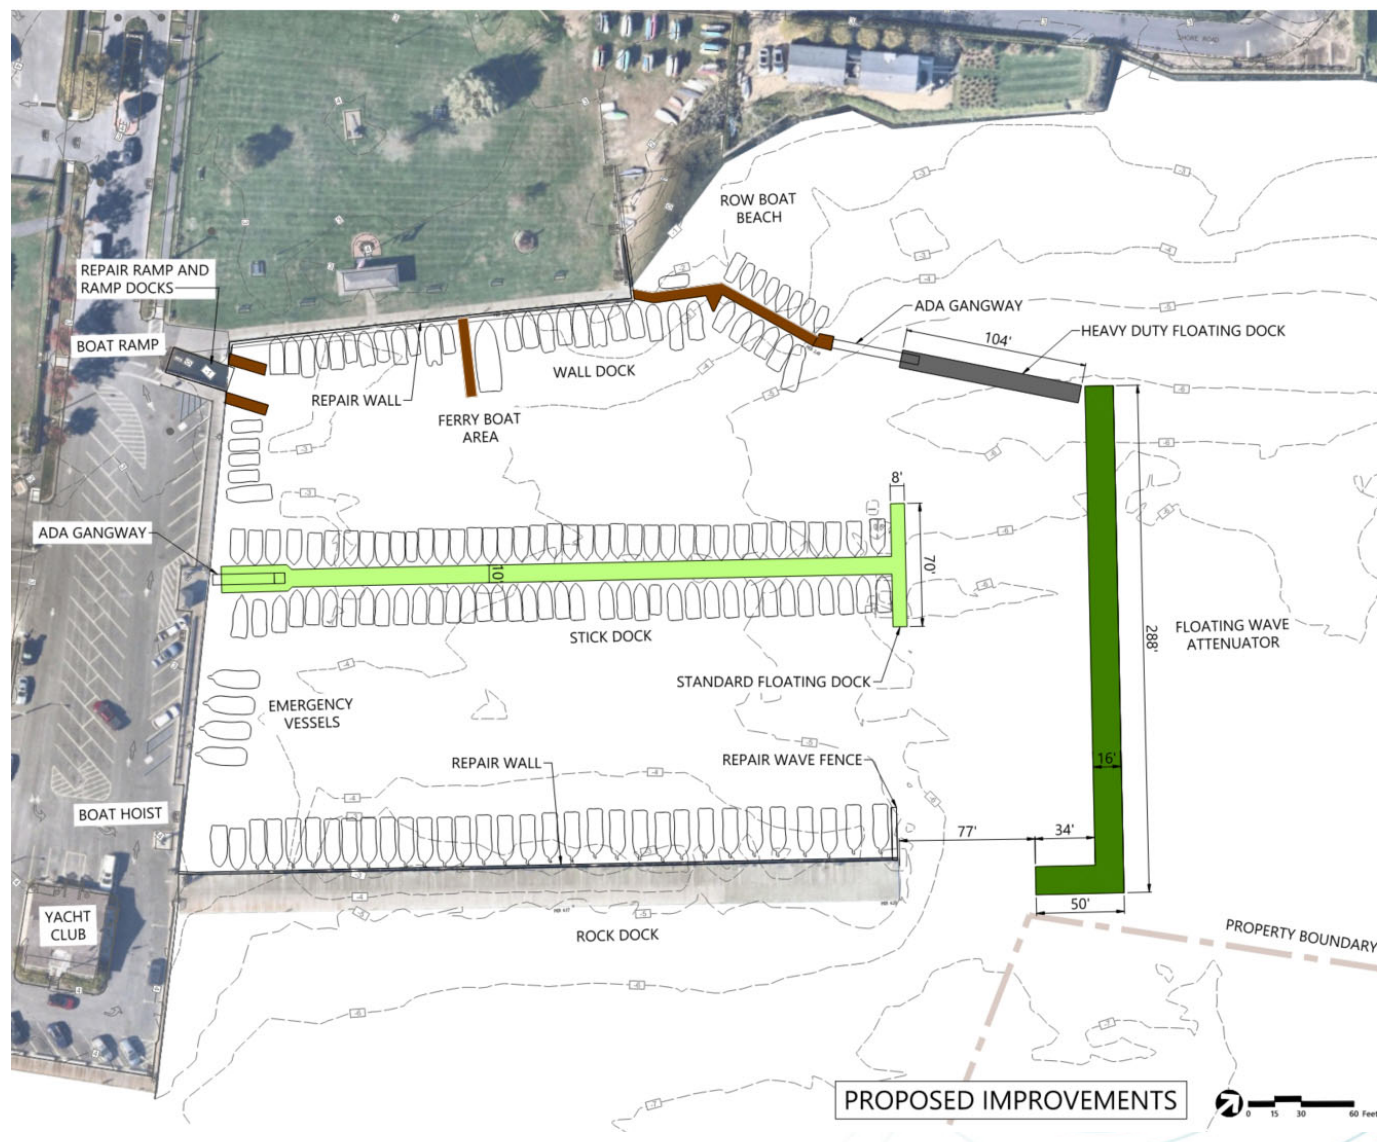 SHORE ROAD
ROW BOAT
BEACH
REPAIR RAMP AND
RAMP DOCKS
ADA GANGWAY
HEAVY DUTY FLOATING DOCK
104'
BOAT RAMP
WALL DOCK
REPAIR WALL
FERRY BOAT
AREA
8'
ADA GANGWAY
10'
70'
STICK DOCK
288'
FLOATING WAVE
ATTENUATOR
STANDARD FLOATING DOCK
EMERGENCY
VESSELS
REPAIR WALL
REPAIR WAVE FENCE
16'
BOAT HOIST
77'
34'
50'
YACHT
CLUB
ROCK DOCK
PROPERTY BOUNDARY
PROPOSED IMPROVEMENTS
0 15 30 60 Feet